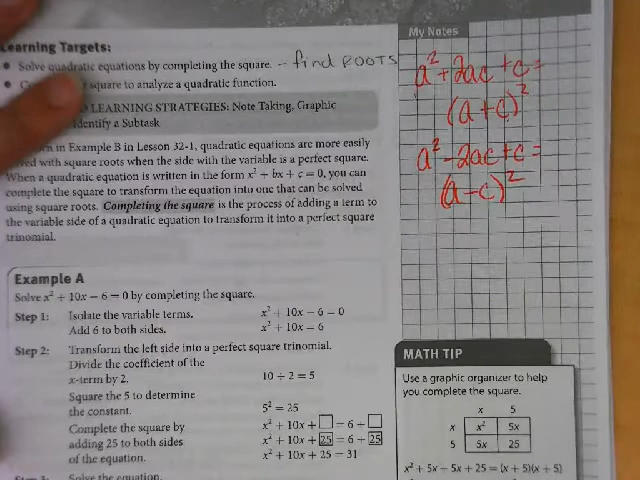 Learning Targets:
• Solve quadratic equations by completing the square. - find ROOTS
square to analyze a quadratic function.
LEARNING STRATEGIES: Note Taking, Graphic
Identify a Subtask
in Example B in Lesson 32-1, quadratic equations are more easily
with square roots when the side with the variable is a perfect square.
When a quadratic equation is written in the form x² + bx + c = 0, you can
complete the square to transform the equation into one that can be solved
using square roots. Completing the square is the process of adding a term to
the variable side of a quadratic equation to transform it into a perfect square
trinomial.
My Notes
a² + 2ac + c =
(a + c)²
a² - 2ac + c =
(a - c)²
Example A
Solve x² + 10x − 6 = 0 by completing the square.
Step 1: Isolate the variable terms. x² + 10x − 6 = 0
Add 6 to both sides. x² + 10x = 6
Step 2: Transform the left side into a perfect square trinomial.
Divide the coefficient of the
x-term by 2. 10 ÷ 2 = 5
Square the 5 to determine
the constant. 5² = 25
Complete the square by x² + 10x + □ = 6 + □
adding 25 to both sides x² + 10x + 25 = 6 + 25
of the equation. x² + 10x + 25 = 31
Solve the equation.
MATH TIP
Use a graphic organizer to help
you complete the square.
x 5
x x² 5x
5 5x 25
x² + 5x + 5x + 25 = (x + 5)(x + 5)